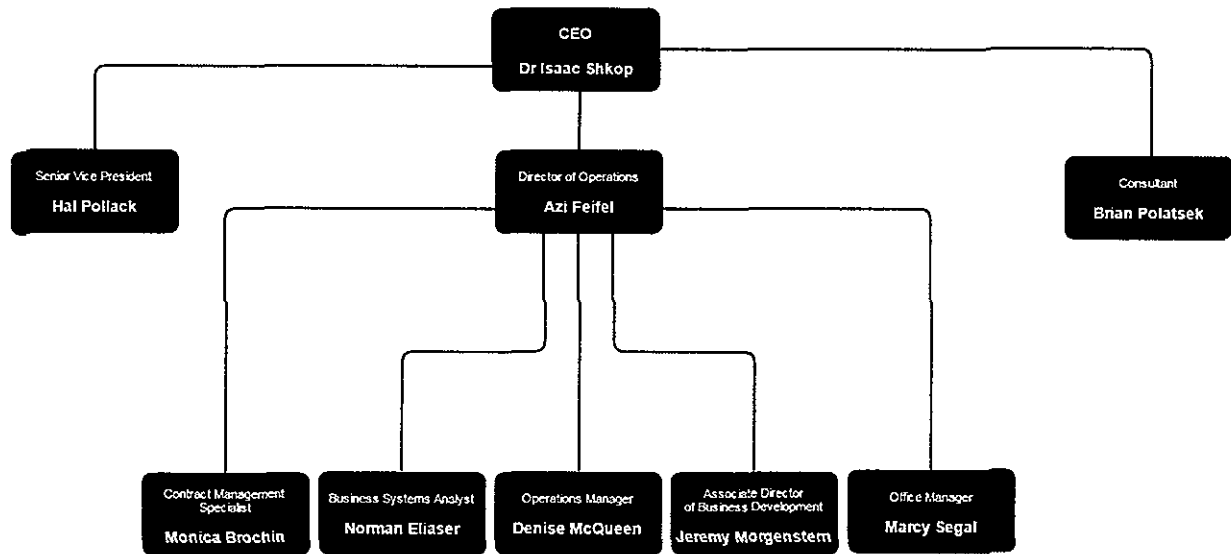 CEO
Dr Isaac Shkop
Senior Vice President
Hal Pollack
Director of Operations
Azi Feifel
Consultant
Brian Polatsek
Contract Management
Specialist
Monica Brochin
Business Systems Analyst
Norman Eliaser
Operations Manager
Denise McQueen
Associate Director
of Business Development
Jeremy Morgenstern
Office Manager
Marcy Segal